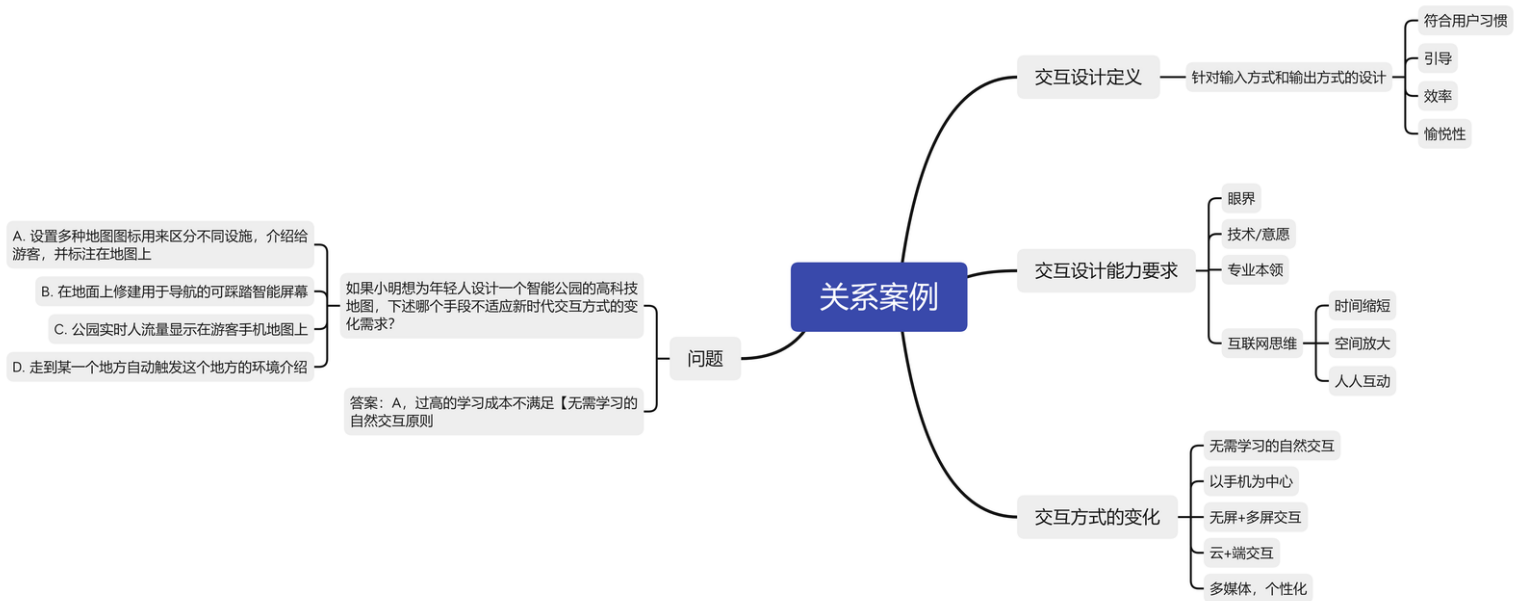 关系案例
交互设计定义
针对输入方式和输出方式的设计
符合用户习惯
引导
效率
愉悦性
交互设计能力要求
眼界
技术/意愿
专业本领
互联网思维
时间缩短
空间放大
人人互动
交互方式的变化
无需学习的自然交互
以手机为中心
无屏+多屏交互
云+端交互
多媒体，个性化
问题
如果小明想为年轻人设计一个智能公园的高科技
地图，下述哪个手段不适应新时代交互方式的变
化需求？
A. 设置多种地图图标用来区分不同设施，介绍给
游客，并标注在地图上
B. 在地面上修建用于导航的可踩踏智能屏幕
C. 公园实时人流量显示在游客手机地图上
D. 走到某一个地方自动触发这个地方的环境介绍
答案：A，过高的学习成本不满足【无需学习的
自然交互原则